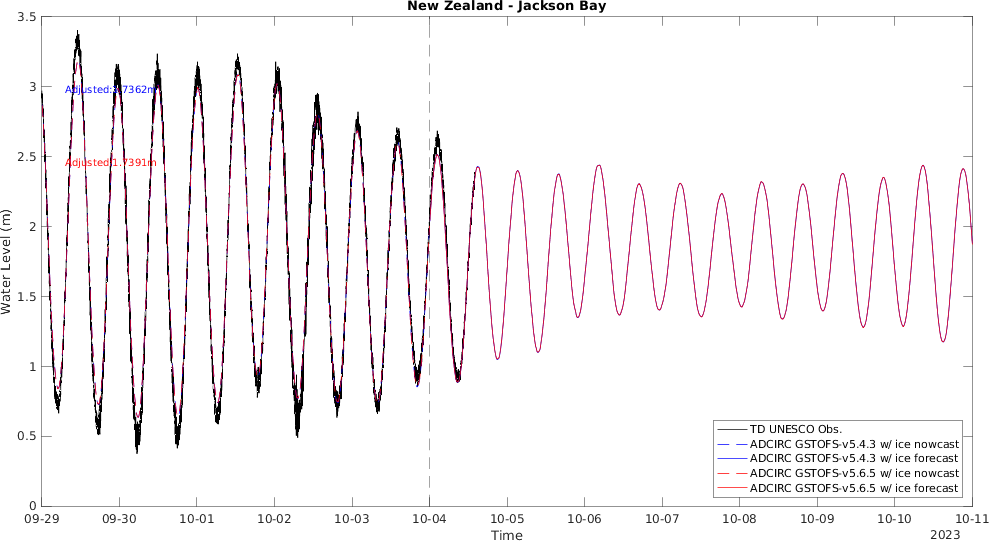 New Zealand - Jackson Bay
Water Level (m)
3.5
3
2.5
2
1.5
1
0.5
0
Adjusted:
Adjusted:1.7391m
TD UNESCO Obs.
ADCIRC GSTOFS-v5.4.3 w/ ice nowcast
ADCIRC GSTOFS-v5.4.3 w/ ice forecast
ADCIRC GSTOFS-v5.6.5 w/ ice nowcast
ADCIRC GSTOFS-v5.6.5 w/ ice forecast
09-29 09-30 10-01 10-02 10-03 10-04 10-05 10-06 10-07 10-08 10-09 10-10 10-11
Time
2023